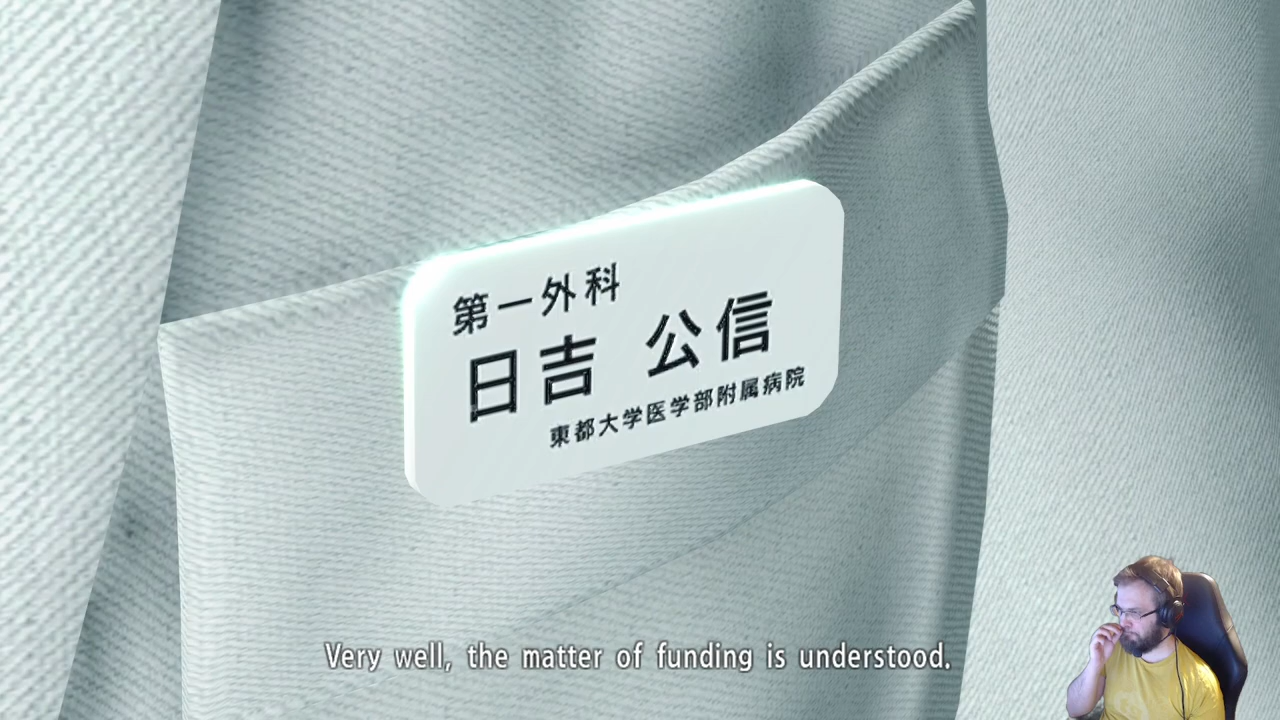 第一外科
日吉 公信
東都大学医学部附属病院
Very well, the matter of funding is understood.